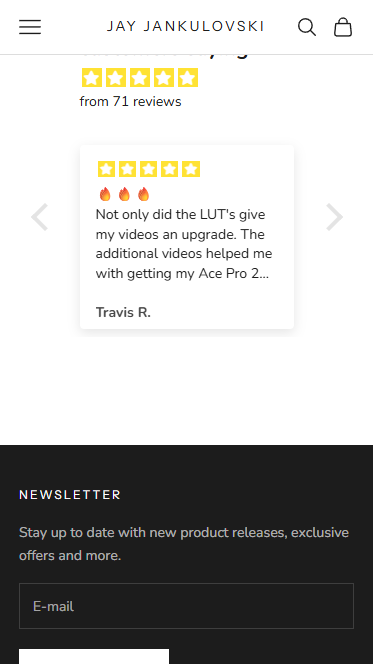 JAY JANKULOVSKI
from 71 reviews
🔥 🔥 🔥
Not only did the LUT's give
my videos an upgrade. The
additional videos helped me
with getting my Ace Pro 2...
Travis R.
NEWSLETTER
Stay up to date with new product releases, exclusive
offers and more.
E-mail